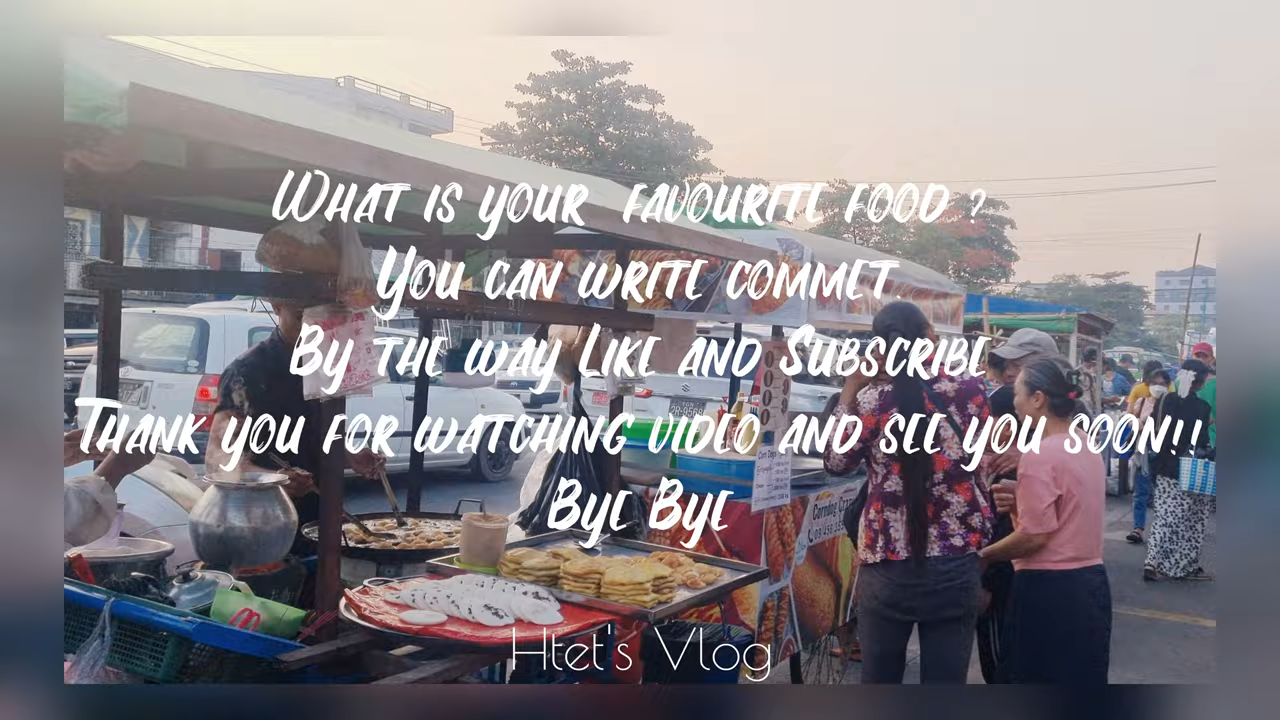 What is your favourite food ?
You can write commet
By the way Like and Subscribe
Thank you for watching video and see you soon!!
Bye Bye
Htet's Vlog